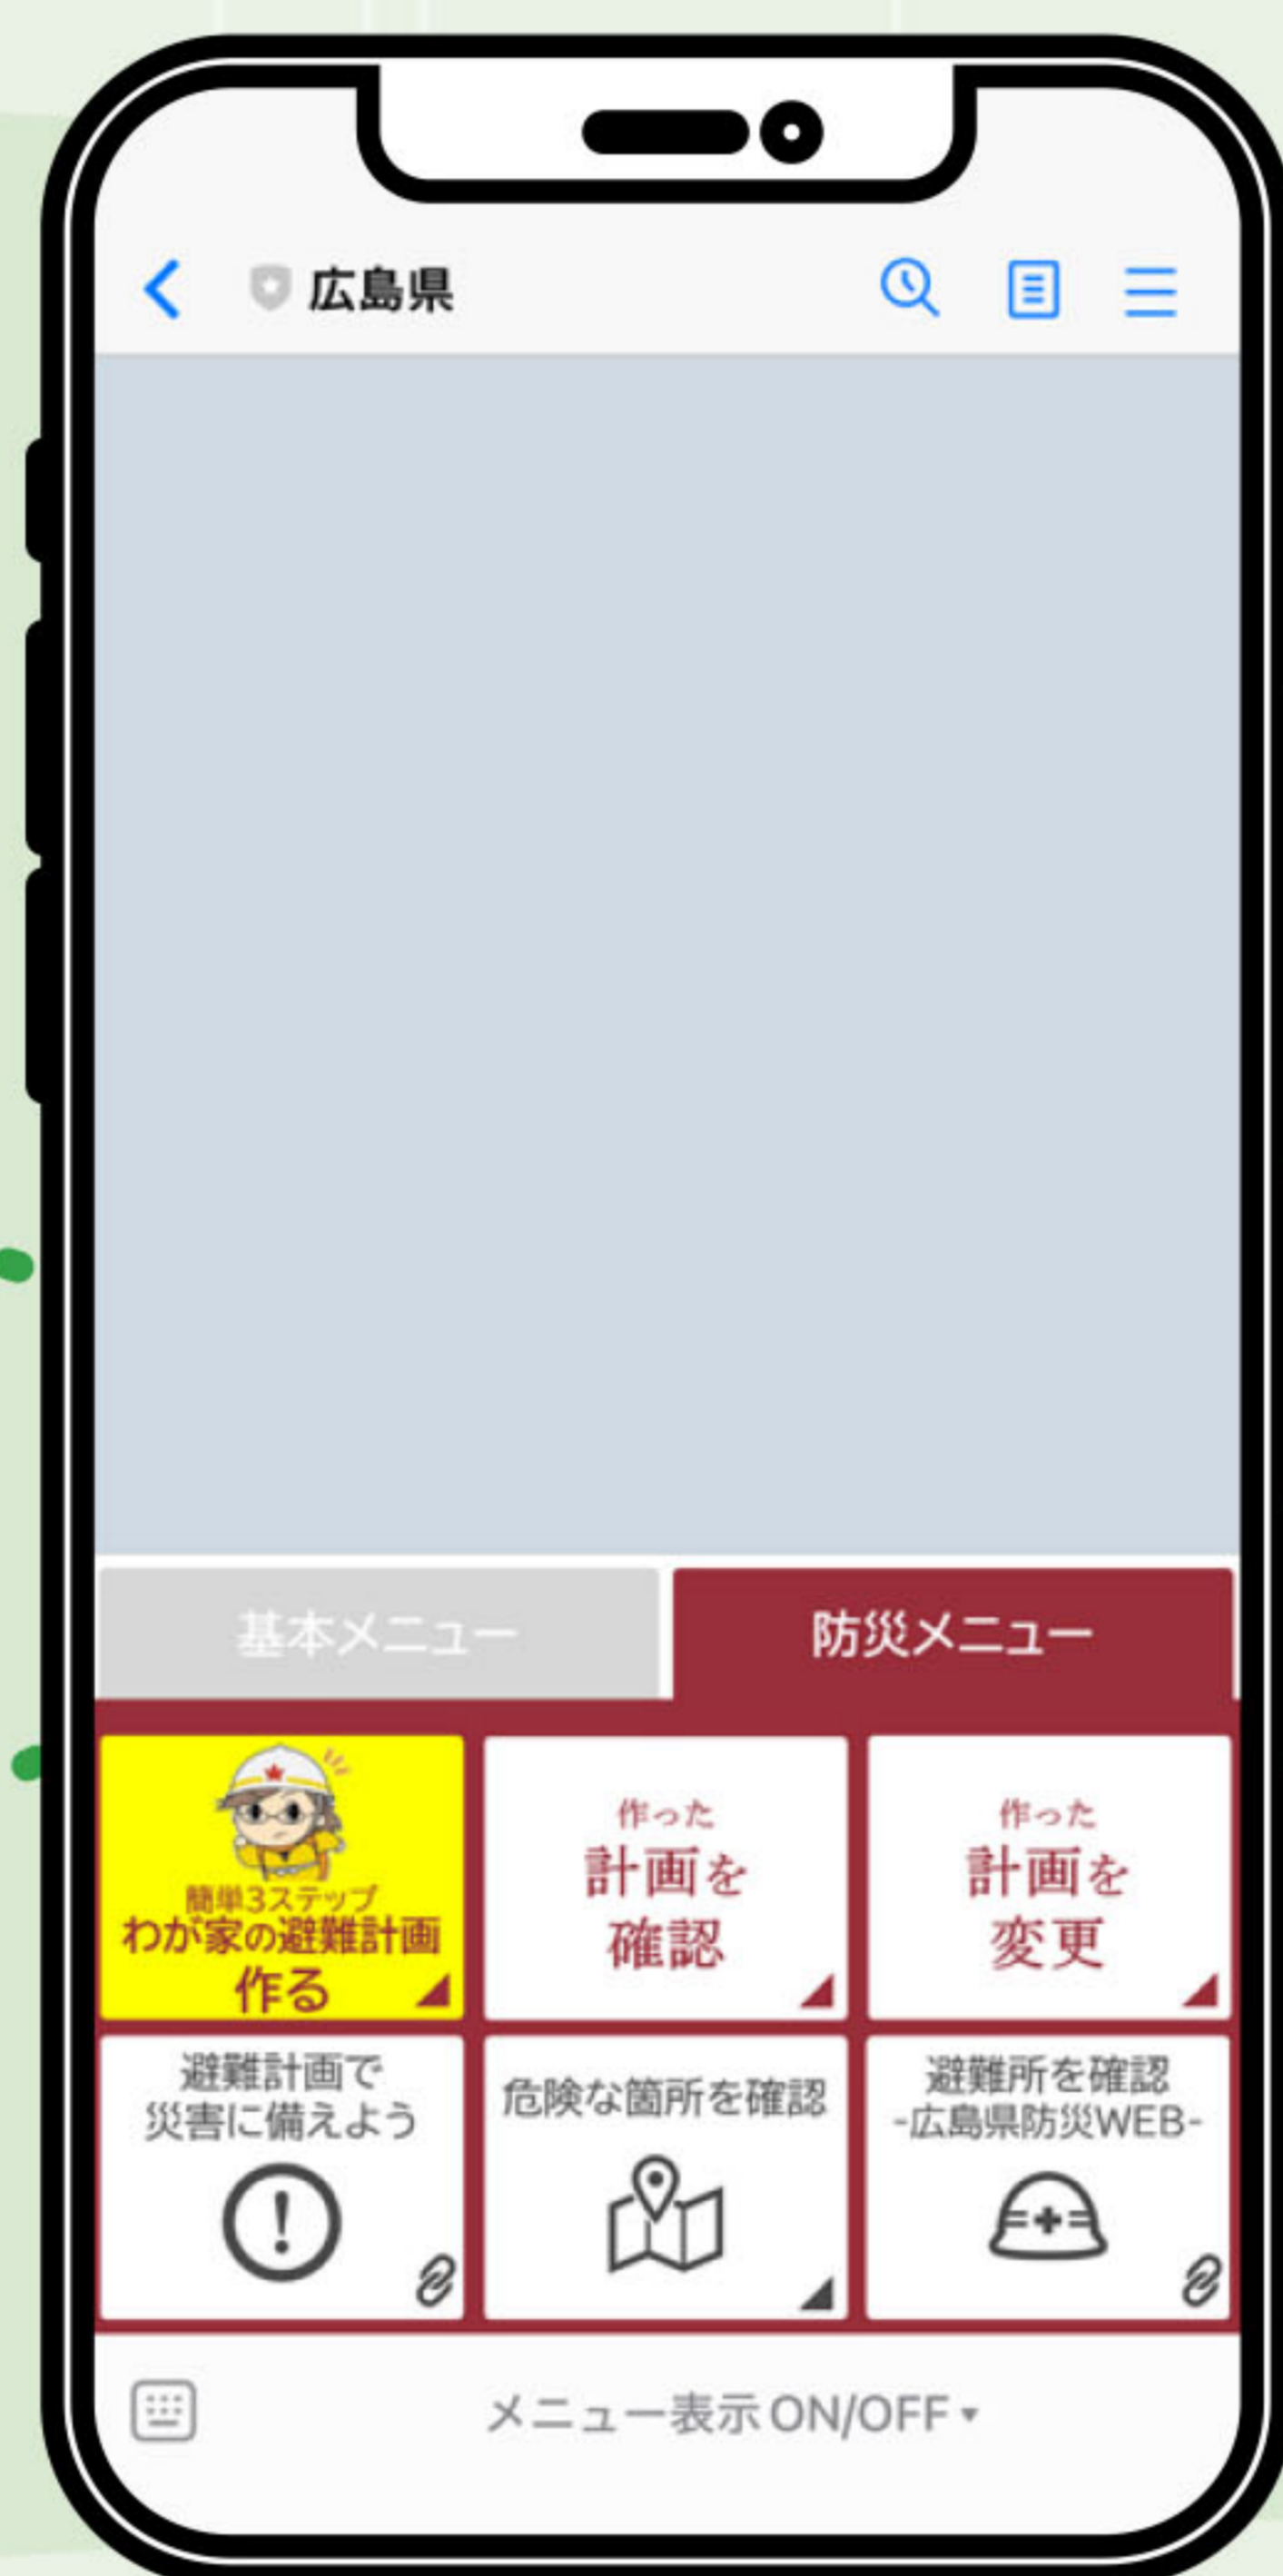 広島県
基本メニュー
防災メニュー
簡単3ステップ
わが家の避難計画
作る
作った
計画を
確認
作った
計画を
変更
避難計画で
災害に備えよう
危険な箇所を確認
避難所を確認
-広島県防災WEB-
メニュー表示ON/OFF▾